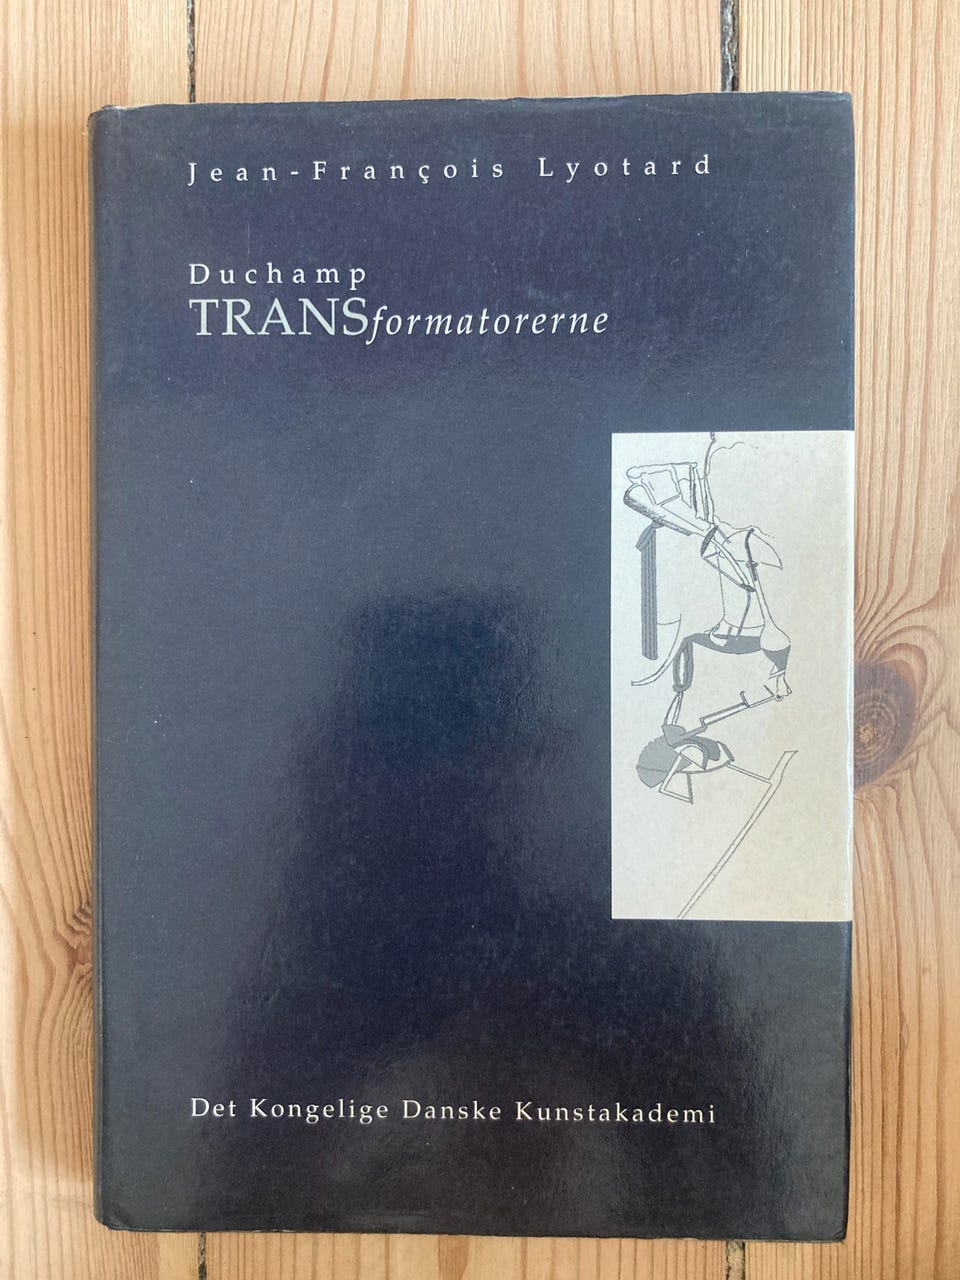 Jean-François Lyotard
Duchamp
TRANSformatorerne
Det Kongelige Danske Kunstakademi